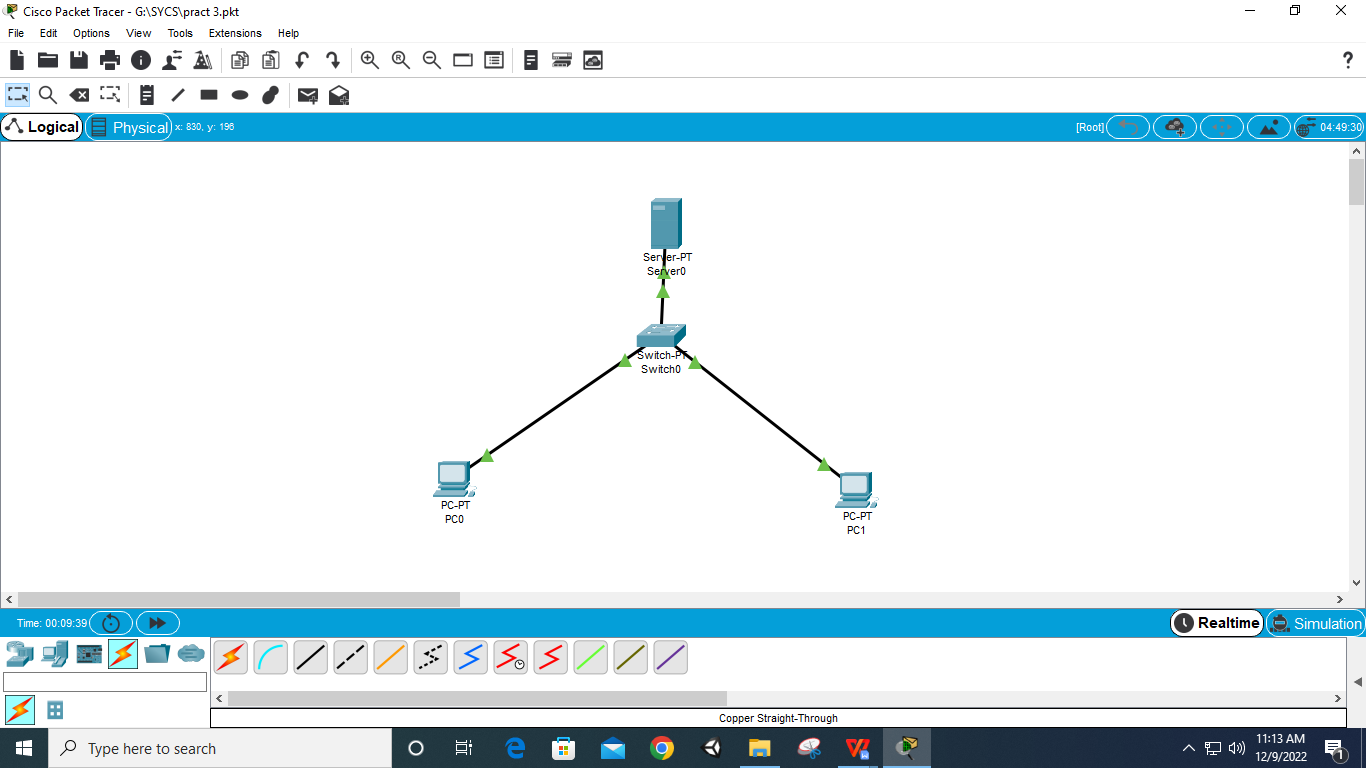 Cisco Packet Tracer - G:\SYCS\pract 3.pkt
File Edit Options View Tools Extensions Help
R
?
Logical Physical x: 830, y: 196 [Root] 04:49:30
Server-PT
Server0
Switch-PT
Switch0
PC-PT
PC0
PC-PT
PC1
Time: 00:09:39 Realtime Simulation
Copper Straight-Through
Type here to search
11:13 AM
12/9/2022
1